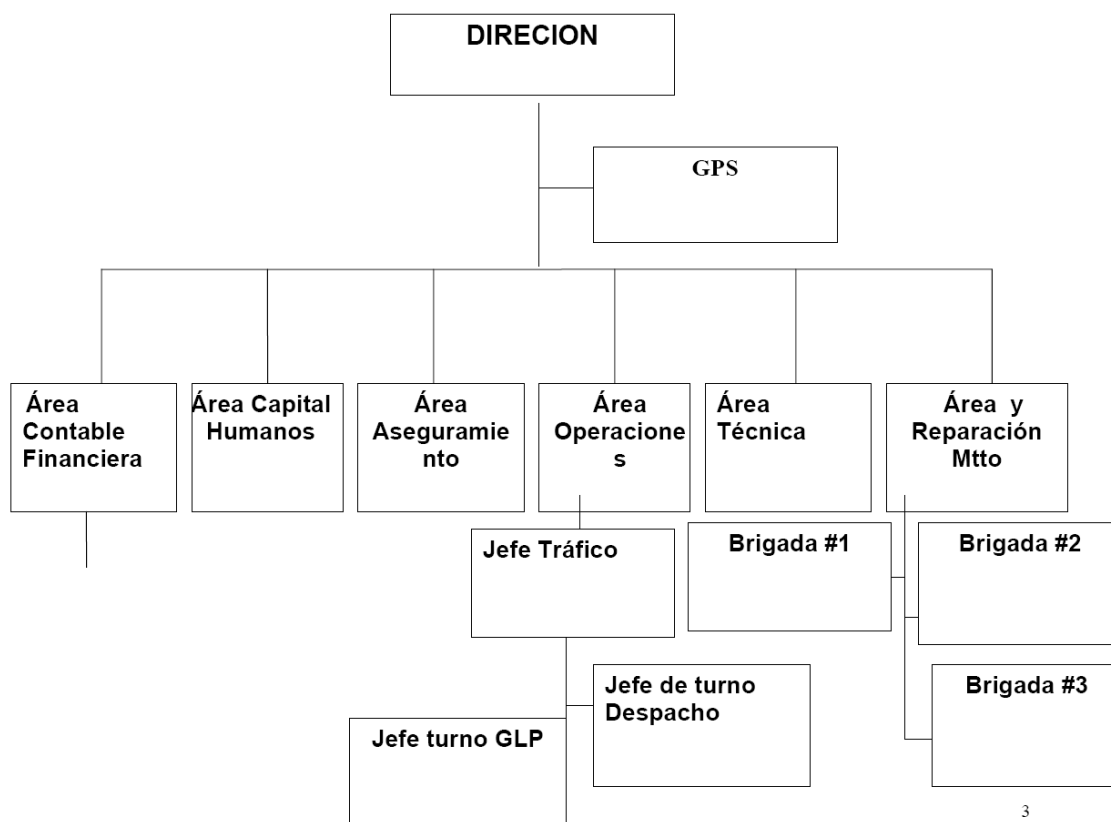 DIRECION
GPS
Área
Contable
Financiera
Área Capital
Humanos
Área
Aseguramie
nto
Área
Operacione
s
Área
Técnica
Área  y
Reparación
Mtto
Jefe Tráfico
Brigada #1
Brigada #2
Jefe de turno
Despacho
Brigada #3
Jefe turno GLP
3